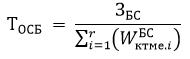 Т_ОСБ = З_БС / ∑_{i=1}^{r}(W_{ктме.i}^{БС})